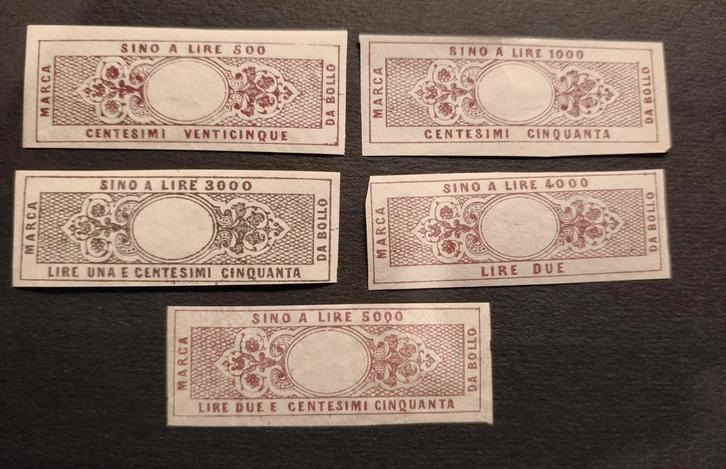 SINO A LIRE 500
MARCA
DA BOLLO
CENTESIMI VENTICINQUE
SINO A LIRE 1000
MARCA
DA BOLLO
CENTESIMI CINQUANTA
SINO A LIRE 3000
MARCA
DA BOLLO
LIRE UNA E CENTESIMI CINQUANTA
SINO A LIRE 4000
MARCA
DA BOLLO
LIRE DUE
SINO A LIRE 5000
MARCA
DA BOLLO
LIRE DUE E CENTESIMI CINQUANTA